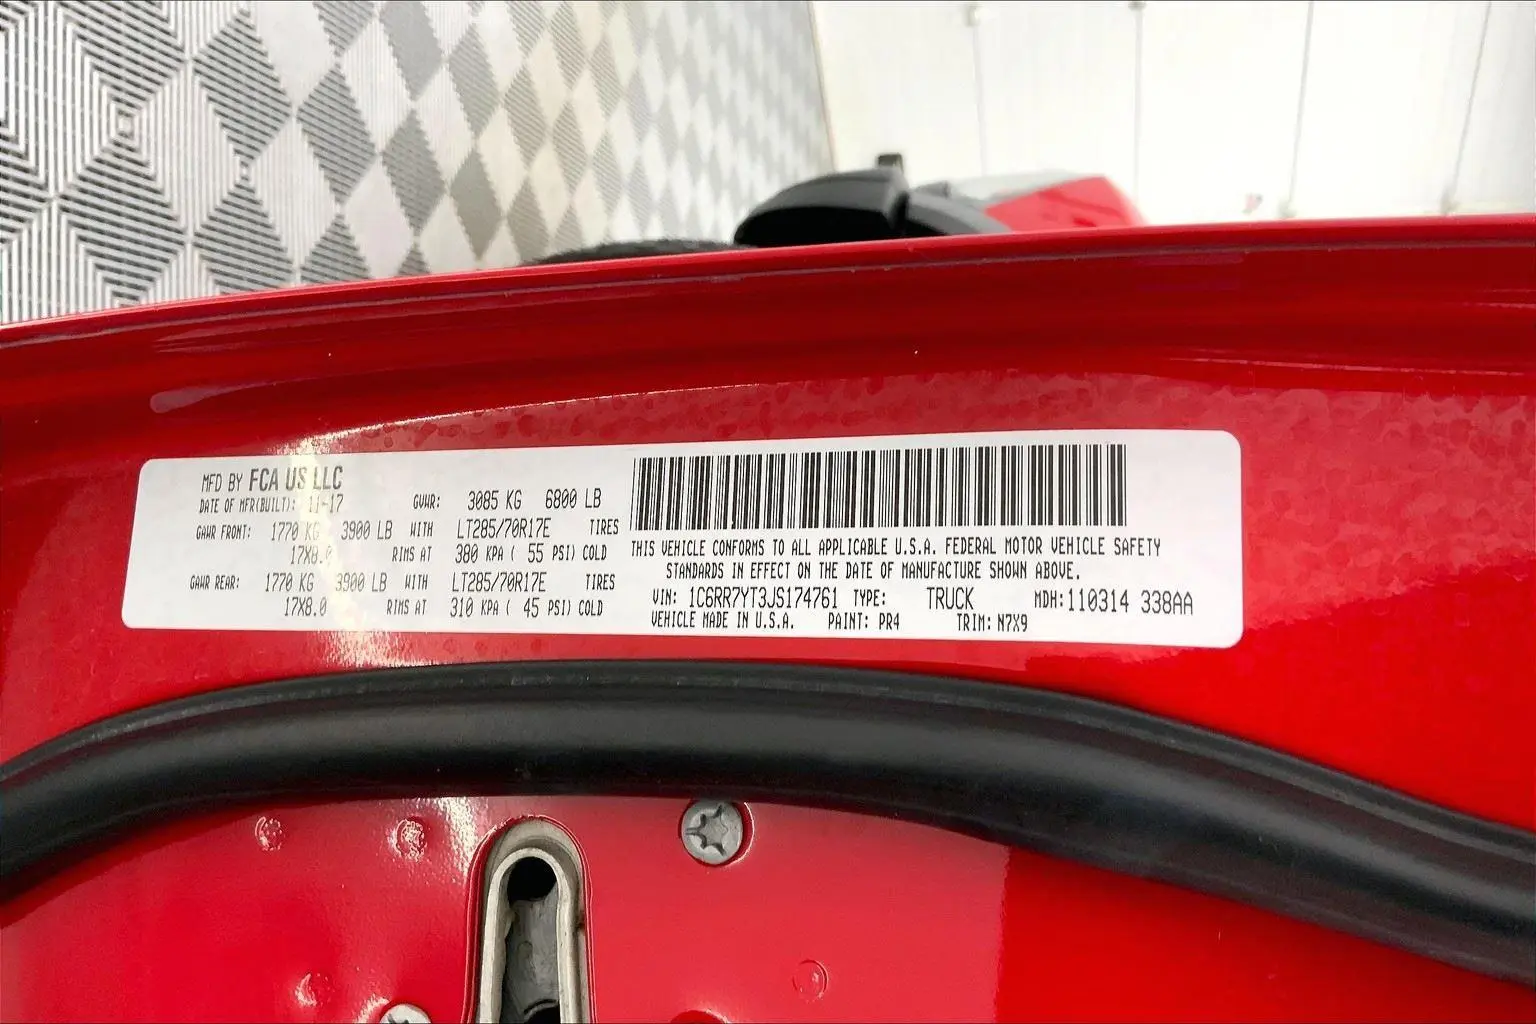 MFD BY FCA US LLC
DATE OF MFR(BUILT): 11-17 GVWR: 3085 KG 6800 LB
GAWR FRONT: 1770 KG 3900 LB WITH LT285/70R17E TIRES
17X8.0 RIMS AT 380 KPA ( 55 PSI) COLD
GAWR REAR: 1770 KG 3900 LB WITH LT285/70R17E TIRES
17X8.0 RIMS AT 310 KPA ( 45 PSI) COLD
THIS VEHICLE CONFORMS TO ALL APPLICABLE U.S.A. FEDERAL MOTOR VEHICLE SAFETY
STANDARDS IN EFFECT ON THE DATE OF MANUFACTURE SHOWN ABOVE.
VIN: 1C6RR7YT3JS174761 TYPE: TRUCK MDH:110314 338AA
VEHICLE MADE IN U.S.A. PAINT: PR4 TRIM: N7X9